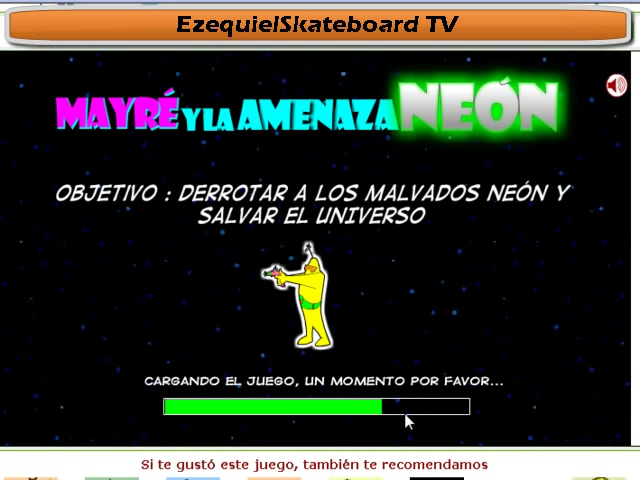 EzequielSkateboard TV
MAYRÉ Y LA AMENAZA NEÓN
OBJETIVO : DERROTAR A LOS MALVADOS NEÓN Y
SALVAR EL UNIVERSO
CARGANDO EL JUEGO, UN MOMENTO POR FAVOR...
Si te gustó este juego, también te recomendamos